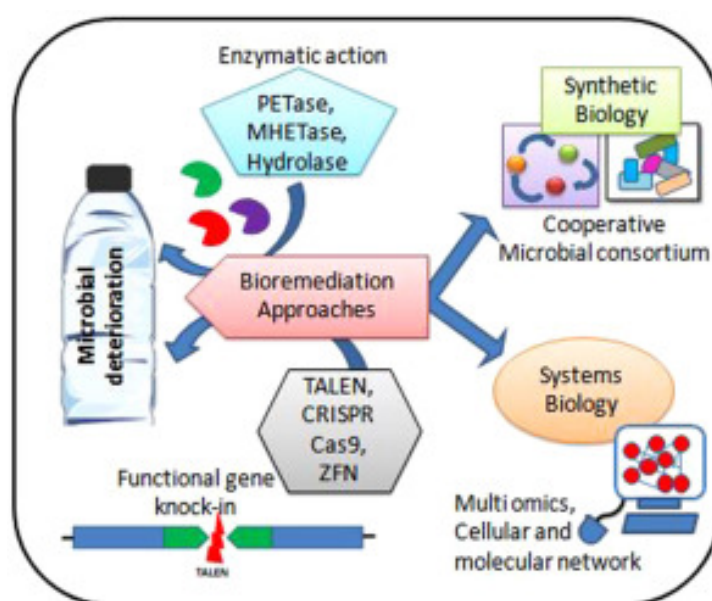 Enzymatic action
PETase,
MHETase,
Hydrolase
Synthetic
Biology
Cooperative
Microbial consortium
Microbial
deterioration
Bioremediation
Approaches
TALEN,
CRISPR
Cas9,
ZFN
Functional gene
knock-in
TALEN
Systems
Biology
Multi omics,
Cellular and
molecular network